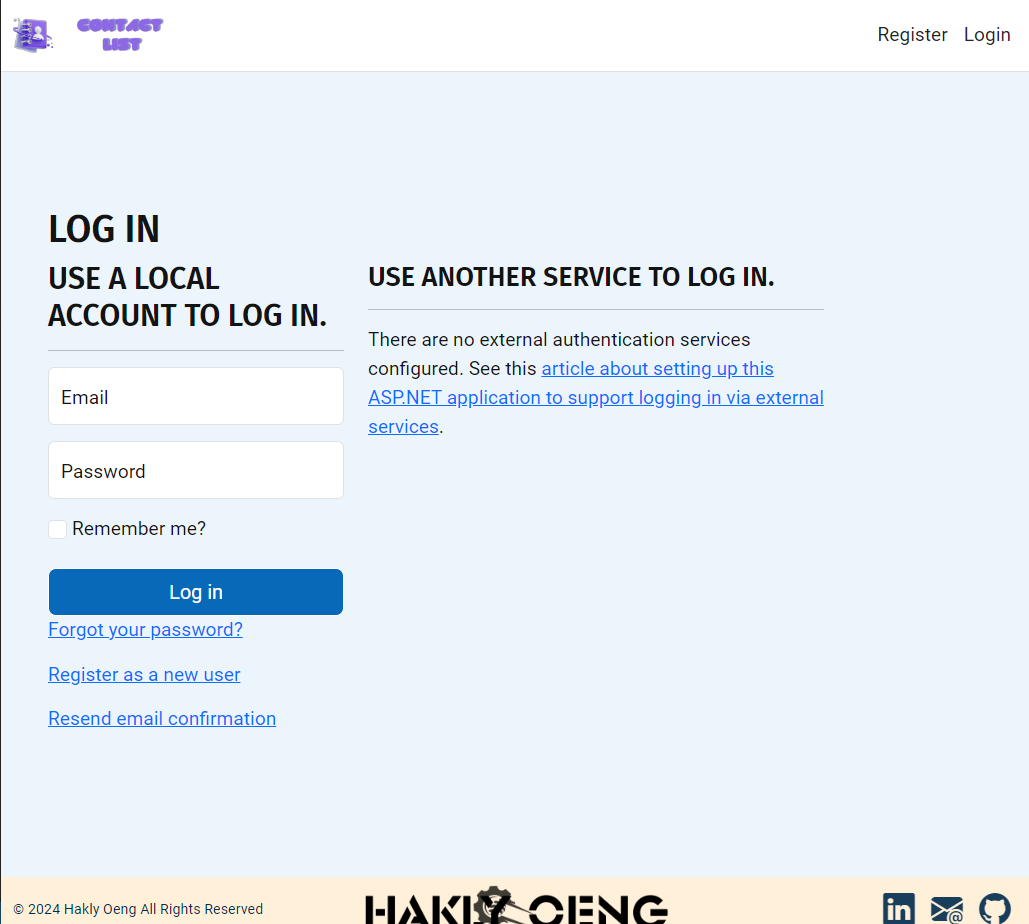 CONTACT
LIST
Register
Login
LOG IN
USE A LOCAL
ACCOUNT TO LOG IN.
Email
Password
Remember me?
Log in
Forgot your password?
Register as a new user
Resend email confirmation
USE ANOTHER SERVICE TO LOG IN.
There are no external authentication services
configured. See this article about setting up this
ASP.NET application to support logging in via external
services.
© 2024 Hakly Oeng All Rights Reserved
HAKLY OENG
in
@